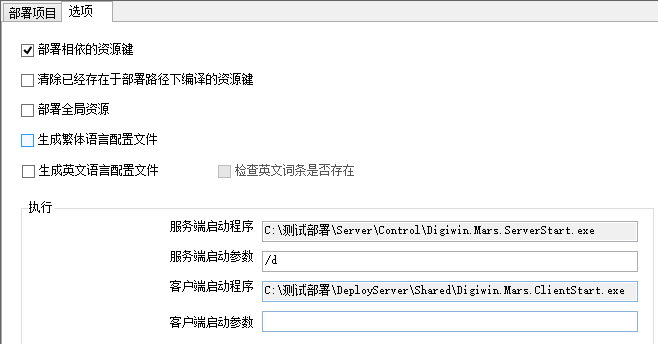 部署项目 选项
部署相依的资源键
清除已经存在于部署路径下编译的资源键
部署全局资源
生成繁体语言配置文件
生成英文语言配置文件 检查英文词条是否存在
执行
服务端启动程序 C:\测试部署\Server\Control\Digiwin.Mars.ServerStart.exe
服务端启动参数 /d
客户端启动程序 C:\测试部署\DeployServer\Shared\Digiwin.Mars.ClientStart.exe
客户端启动参数